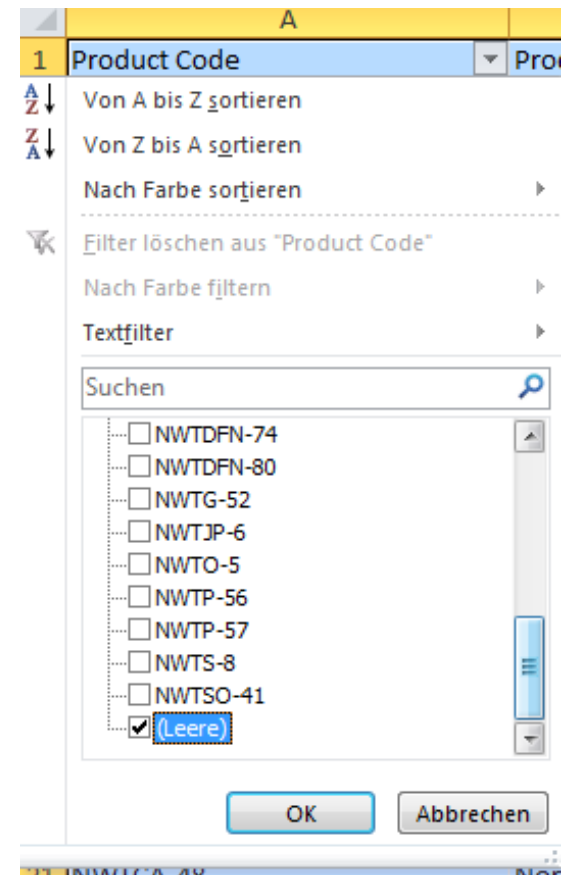 A
1 Product Code Pro
A Z Von A bis Z sortieren
Z A Von Z bis A sortieren
Nach Farbe sortieren
Filter löschen aus "Product Code"
Nach Farbe filtern
Textfilter
Suchen
NWTDFN-74
NWTDFN-80
NWTG-52
NWTJP-6
NWTO-5
NWTP-56
NWTP-57
NWTS-8
NWTSO-41
(Leere)
OK Abbrechen